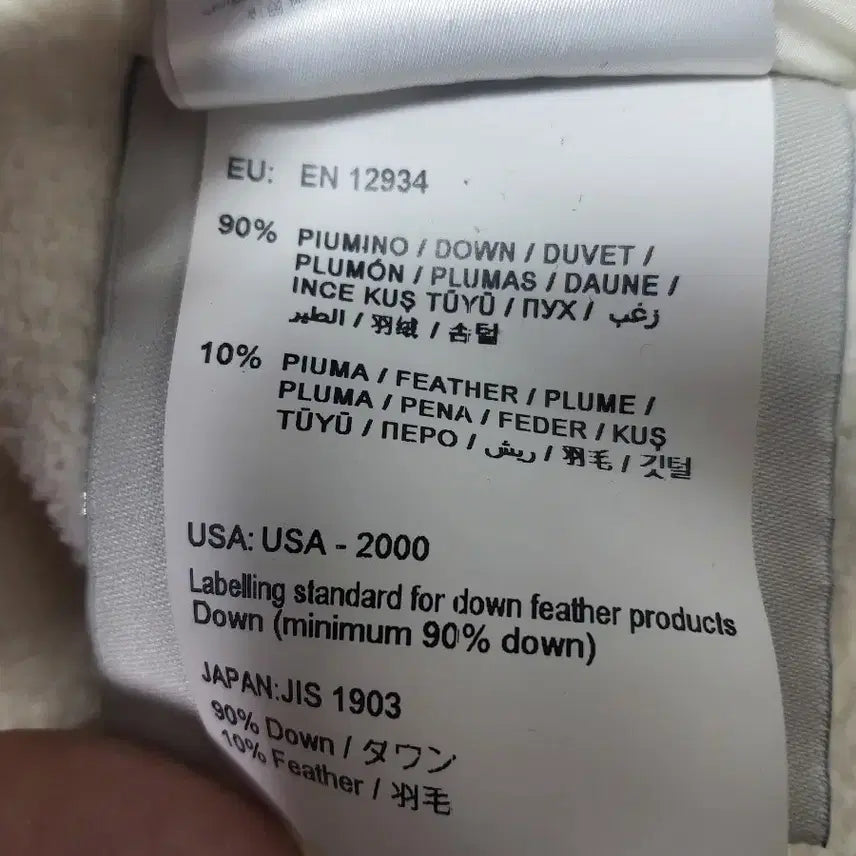 EU: EN 12934
90% PIUMINO / DOWN / DUVET /
PLUMÓN / PLUMAS / DAUNE /
INCE KUŞ TŪYŪ / ПУХ / زغب
الطير / 羽绒 / 솜털
10% PIUMA / FEATHER / PLUME /
PLUMA / PENA / FEDER / KUŞ
TŪYŪ / ПЕРО / ريش / 羽毛 / 깃털
USA: USA - 2000
Labelling standard for down feather products
Down (minimum 90% down)
JAPAN:JIS 1903
90% Down / ダウン
10% Feather / 羽毛